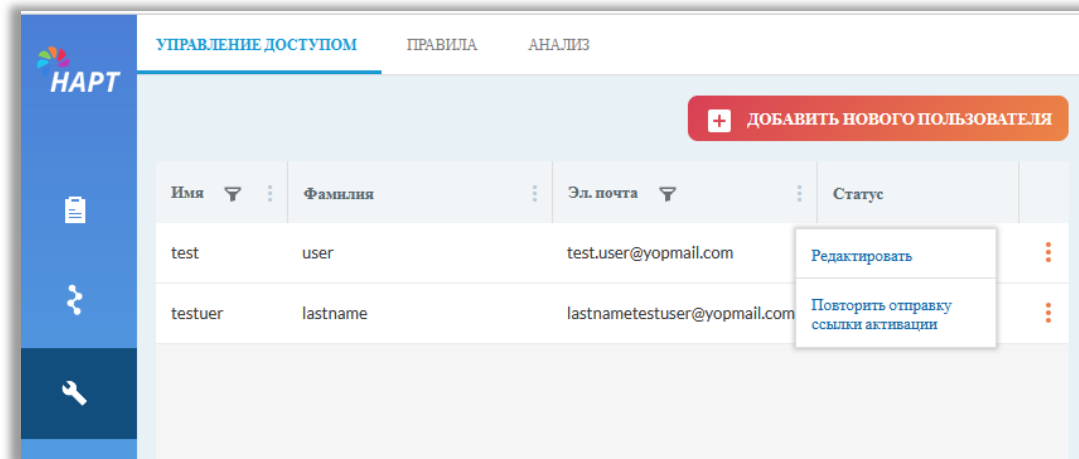 УПРАВЛЕНИЕ ДОСТУПОМ ПРАВИЛА АНАЛИЗ
НАРТ
ДОБАВИТЬ НОВОГО ПОЛЬЗОВАТЕЛЯ
Имя Фамилия Эл. почта Статус
test user test.user@yopmail.com
Редактировать
testuer lastname lastnametestuser@yopmail.com
Повторить отправку
ссылки активации